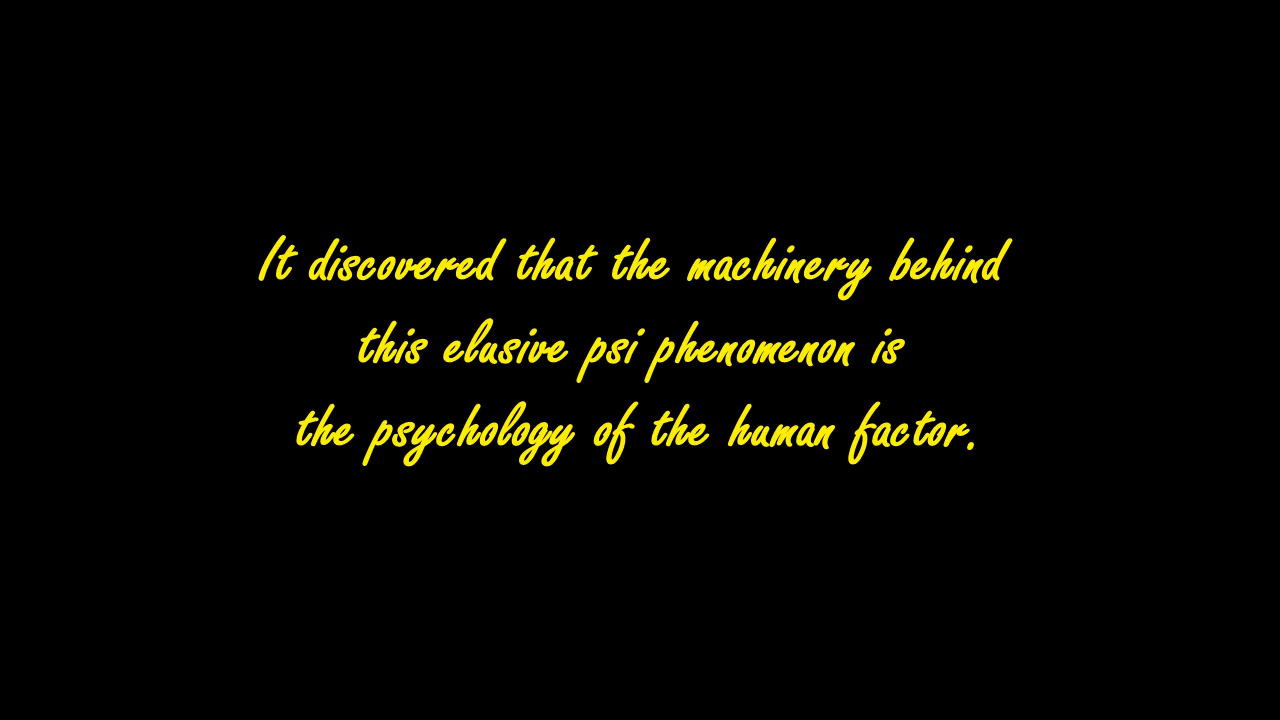 It discovered that the machinery behind
this elusive psi phenomenon is
the psychology of the human factor.